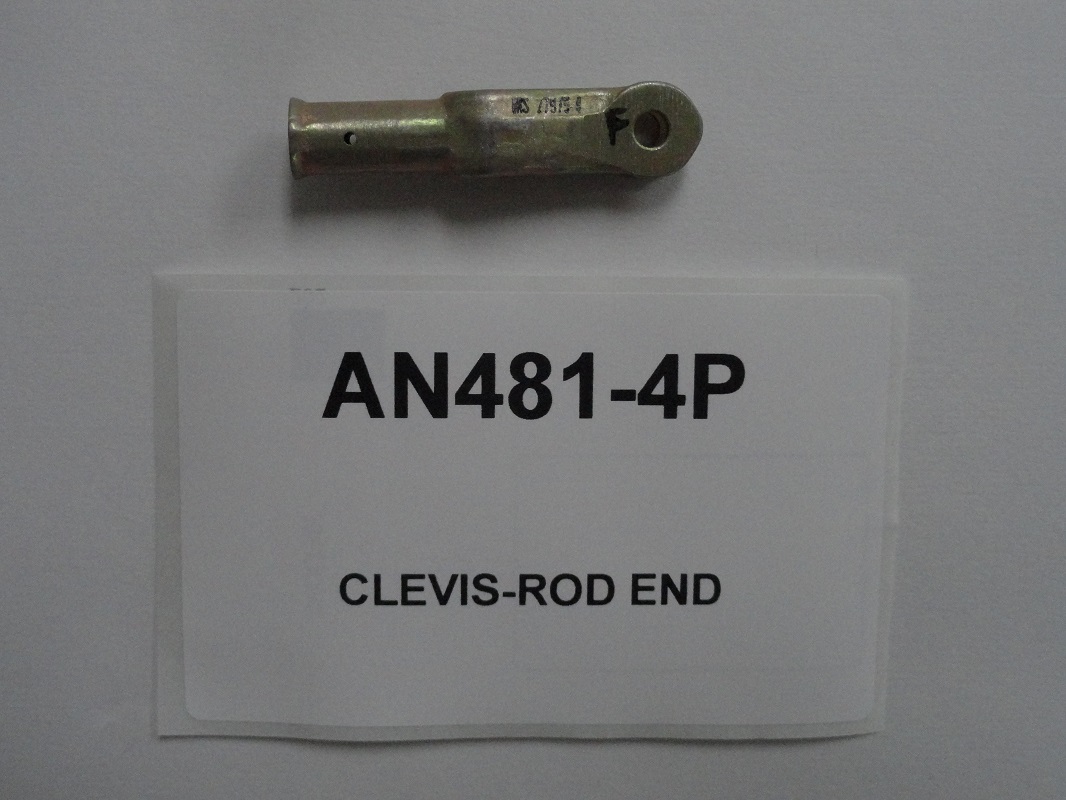 F
AN481-4P
CLEVIS-ROD END